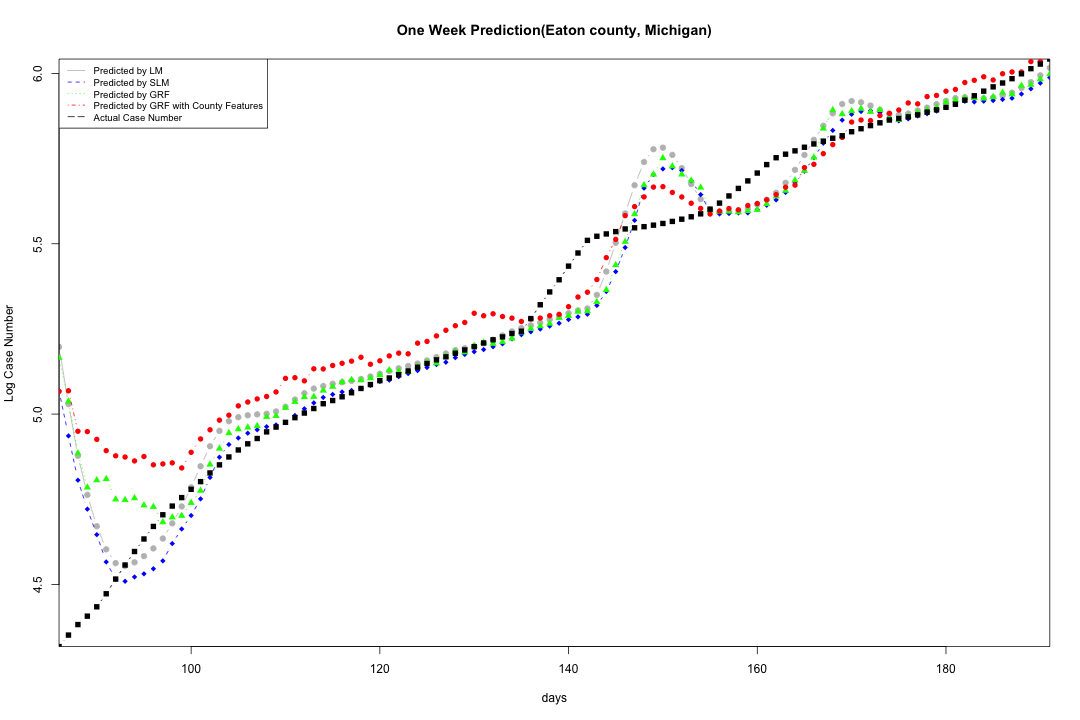 One Week Prediction(Eaton county, Michigan)
Predicted by LM
Predicted by SLM
Predicted by GRF
Predicted by GRF with County Features
Actual Case Number
Log Case Number
6.0
5.5
5.0
4.5
100 120 140 160 180
days